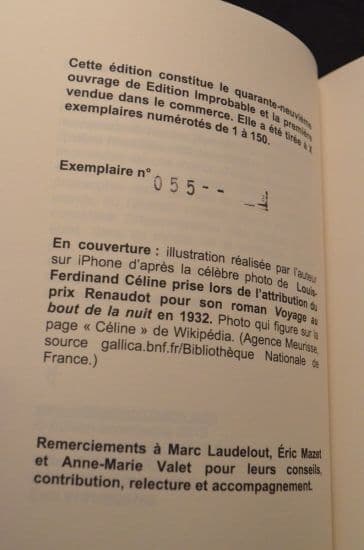 Cette édition constitue le quarante-neuvième
ouvrage de Edition Improbable et la première
vendue dans le commerce. Elle a été tirée à X
exemplaires numérotés de 1 à 150.
Exemplaire n° 055--
En couverture : illustration réalisée par l'auteur
sur iPhone d'après la célèbre photo de Louis-
Ferdinand Céline prise lors de l'attribution du
prix Renaudot pour son roman Voyage au
bout de la nuit en 1932. Photo qui figure sur la
page « Céline » de Wikipédia. (Agence Meurisse,
source gallica.bnf.fr/Bibliothèque Nationale de
France.)
Remerciements à Marc Laudelout, Éric Mazet
et Anne-Marie Valet pour leurs conseils,
contribution, relecture et accompagnement.